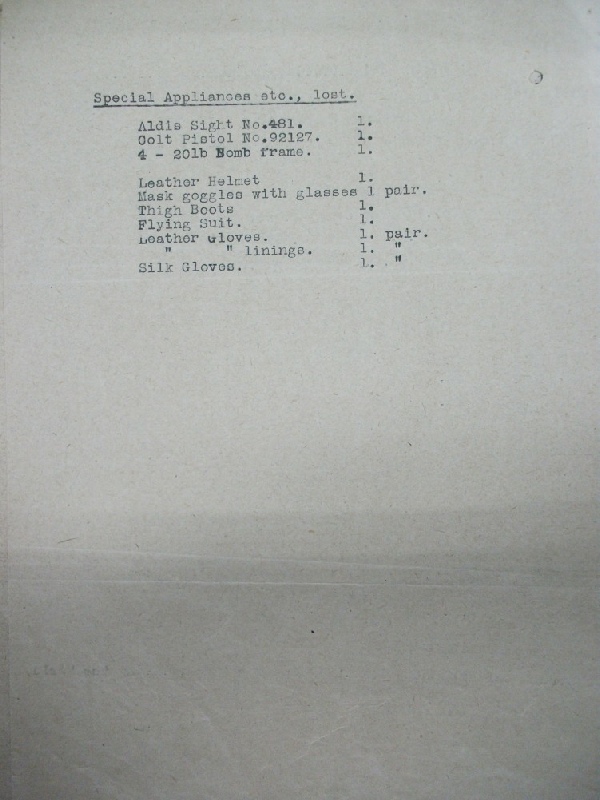 Special Appliances etc., lost.
Aldis Sight No.481. 1.
Colt Pistol No.92127. 1.
4 - 20lb Bomb frame. 1.
Leather Helmet 1.
Mask goggles with glasses 1 pair.
Thigh Boots 1.
Flying Suit. 1.
Leather Gloves. 1. pair.
" " linings. 1. "
Silk Gloves. 1. "